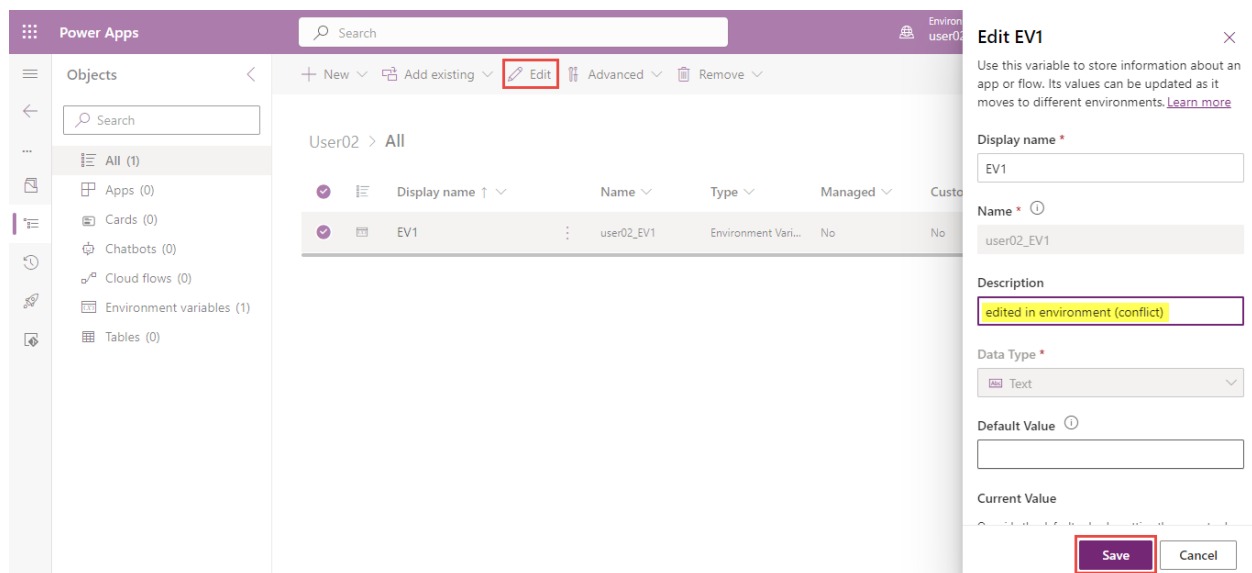 Power Apps
Search
Environ
user02
Objects
New
Add existing
Edit
Advanced
Remove
Search
User02 > All
All (1)
Apps (0)
Cards (0)
Chatbots (0)
Cloud flows (0)
Environment variables (1)
Tables (0)
Display name ↑
Name
Type
Managed
Custo
EV1
user02_EV1
Environment Vari...
No
No
Edit EV1
Use this variable to store information about an
app or flow. Its values can be updated as it
moves to different environments. Learn more
Display name *
EV1
Name *
user02_EV1
Description
edited in environment (conflict)
Data Type *
Abc Text
Default Value
Current Value
Save
Cancel